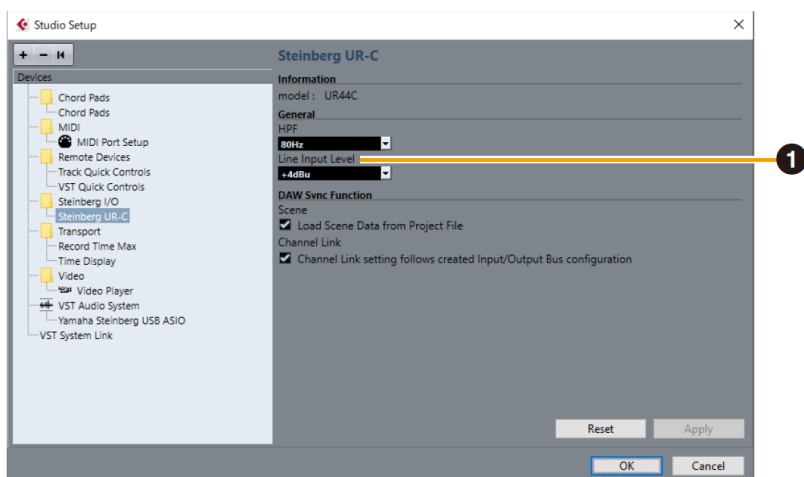 Studio Setup
Devices
Chord Pads
Chord Pads
MIDI
MIDI Port Setup
Remote Devices
Track Quick Controls
VST Quick Controls
Steinberg I/O
Steinberg UR-C
Transport
Record Time Max
Time Display
Video
Video Player
VST Audio System
Yamaha Steinberg USB ASIO
VST System Link
Steinberg UR-C
Information
model : UR44C
General
HPF
80Hz
Line Input Level
1
+4dBu
DAW Sync Function
Scene
Load Scene Data from Project File
Channel Link
Channel Link setting follows created Input/Output Bus configuration
Reset Apply
OK Cancel